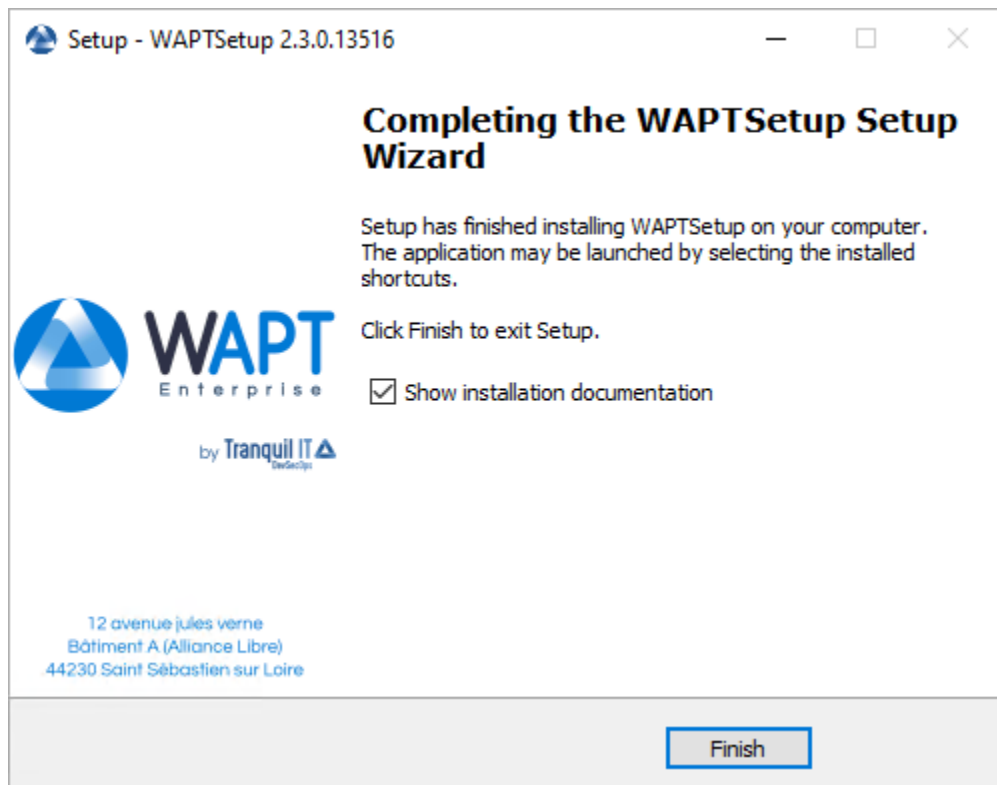 Setup - WAPTSetup 2.3.0.13516
Completing the WAPTSetup Setup
Wizard
Setup has finished installing WAPTSetup on your computer.
The application may be launched by selecting the installed
shortcuts.
Click Finish to exit Setup.
Show installation documentation
WAPT
Enterprise
by Tranquil IT
DevSecOps
12 avenue jules verne
Bâtiment A (Alliance Libre)
44230 Saint Sébastien sur Loire
Finish